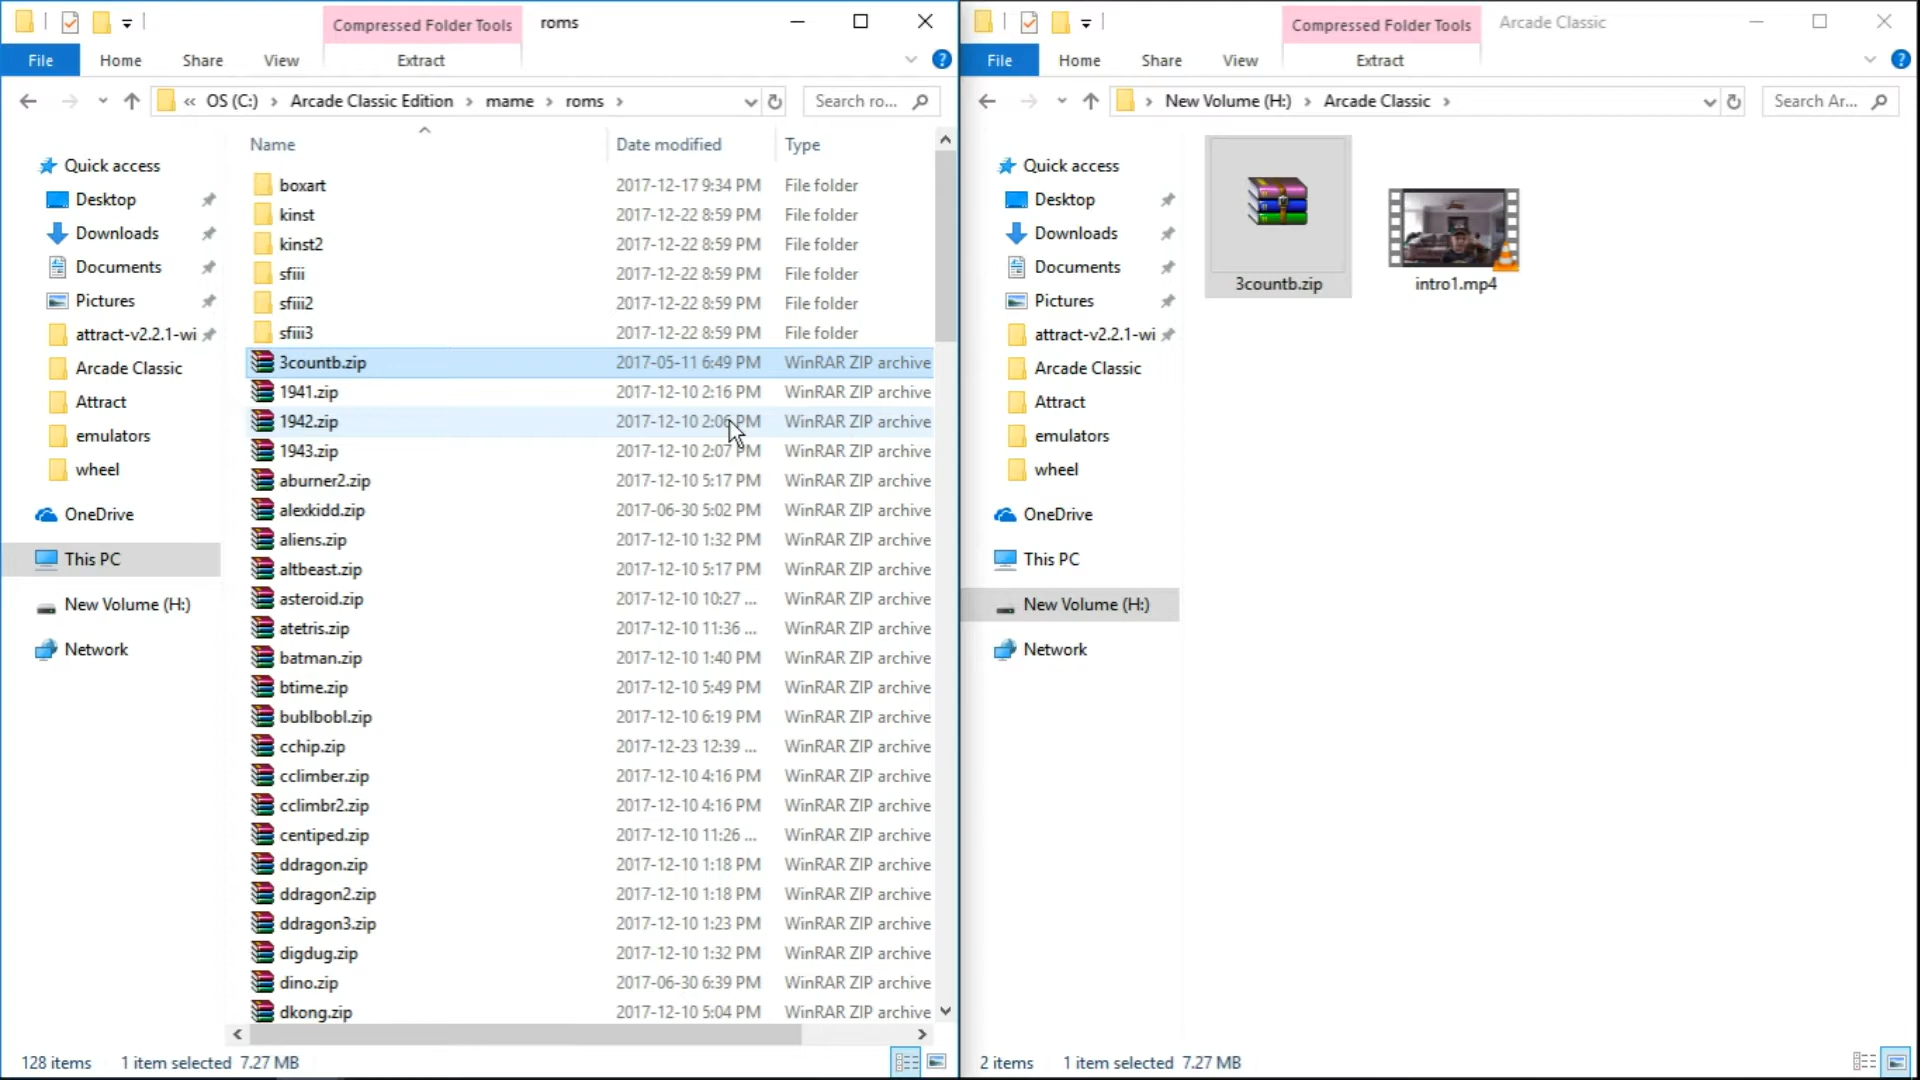 Compressed Folder Tools
roms
File
Home
Share
View
Extract
« OS (C:) > Arcade Classic Edition > mame > roms >
Search ro...
Name
Date modified
Type
Quick access
Desktop
Downloads
Documents
Pictures
attract-v2.2.1-wi
Arcade Classic
Attract
emulators
wheel
OneDrive
This PC
New Volume (H:)
Network
boxart 2017-12-17 9:34 PM File folder
kinst 2017-12-22 8:59 PM File folder
kinst2 2017-12-22 8:59 PM File folder
sfiii 2017-12-22 8:59 PM File folder
sfiii2 2017-12-22 8:59 PM File folder
sfiii3 2017-12-22 8:59 PM File folder
3countb.zip 2017-05-11 6:49 PM WinRAR ZIP archive
1941.zip 2017-12-10 2:16 PM WinRAR ZIP archive
1942.zip 2017-12-10 2:06 PM WinRAR ZIP archive
1943.zip 2017-12-10 2:07 PM WinRAR ZIP archive
aburner2.zip 2017-12-10 5:17 PM WinRAR ZIP archive
alexkidd.zip 2017-06-30 5:02 PM WinRAR ZIP archive
aliens.zip 2017-12-10 1:32 PM WinRAR ZIP archive
altbeast.zip 2017-12-10 5:17 PM WinRAR ZIP archive
asteroid.zip 2017-12-10 10:27 ... WinRAR ZIP archive
atetris.zip 2017-12-10 11:36 ... WinRAR ZIP archive
batman.zip 2017-12-10 1:40 PM WinRAR ZIP archive
btime.zip 2017-12-10 5:49 PM WinRAR ZIP archive
bublbobl.zip 2017-12-10 6:19 PM WinRAR ZIP archive
cchip.zip 2017-12-23 12:39 ... WinRAR ZIP archive
cclimber.zip 2017-12-10 4:16 PM WinRAR ZIP archive
cclimbr2.zip 2017-12-10 4:16 PM WinRAR ZIP archive
centiped.zip 2017-12-10 11:26 ... WinRAR ZIP archive
ddragon.zip 2017-12-10 1:18 PM WinRAR ZIP archive
ddragon2.zip 2017-12-10 1:18 PM WinRAR ZIP archive
ddragon3.zip 2017-12-10 1:23 PM WinRAR ZIP archive
digdug.zip 2017-12-10 1:32 PM WinRAR ZIP archive
dino.zip 2017-06-30 6:39 PM WinRAR ZIP archive
dkong.zip 2017-12-10 5:04 PM WinRAR ZIP archive
128 items 1 item selected 7.27 MB
Compressed Folder Tools
Arcade Classic
File
Home
Share
View
Extract
> New Volume (H:) > Arcade Classic >
Search Ar...
Quick access
Desktop
Downloads
Documents
Pictures
attract-v2.2.1-wi
Arcade Classic
Attract
emulators
wheel
OneDrive
This PC
New Volume (H:)
Network
3countb.zip
intro1.mp4
2 items 1 item selected 7.27 MB